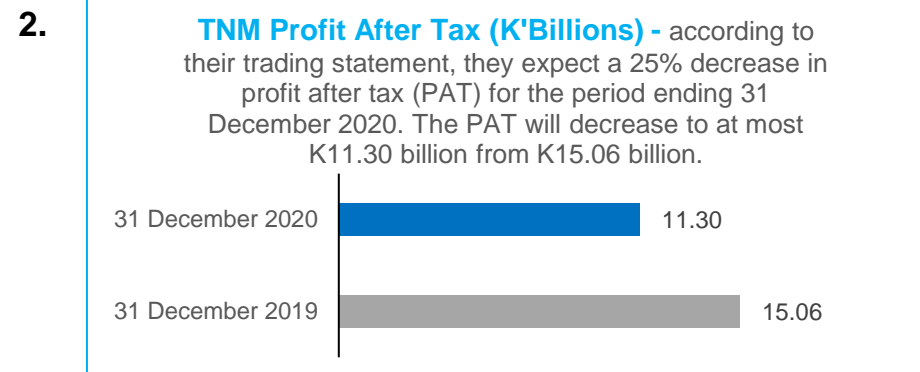 2.
TNM Profit After Tax (K'Billions) - according to
their trading statement, they expect a 25% decrease in
profit after tax (PAT) for the period ending 31
December 2020. The PAT will decrease to at most
K11.30 billion from K15.06 billion.
31 December 2020 11.30
31 December 2019 15.06